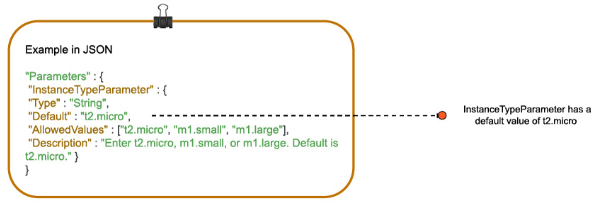 Example in JSON
"Parameters" : {
"InstanceTypeParameter" : {
"Type" : "String",
"Default" : "t2.micro",
"AllowedValues" : ["t2.micro", "m1.small", "m1.large"],
"Description" : "Enter t2.micro, m1.small, or m1.large. Default is
t2.micro." }
}
InstanceTypeParameter has a
default value of t2.micro